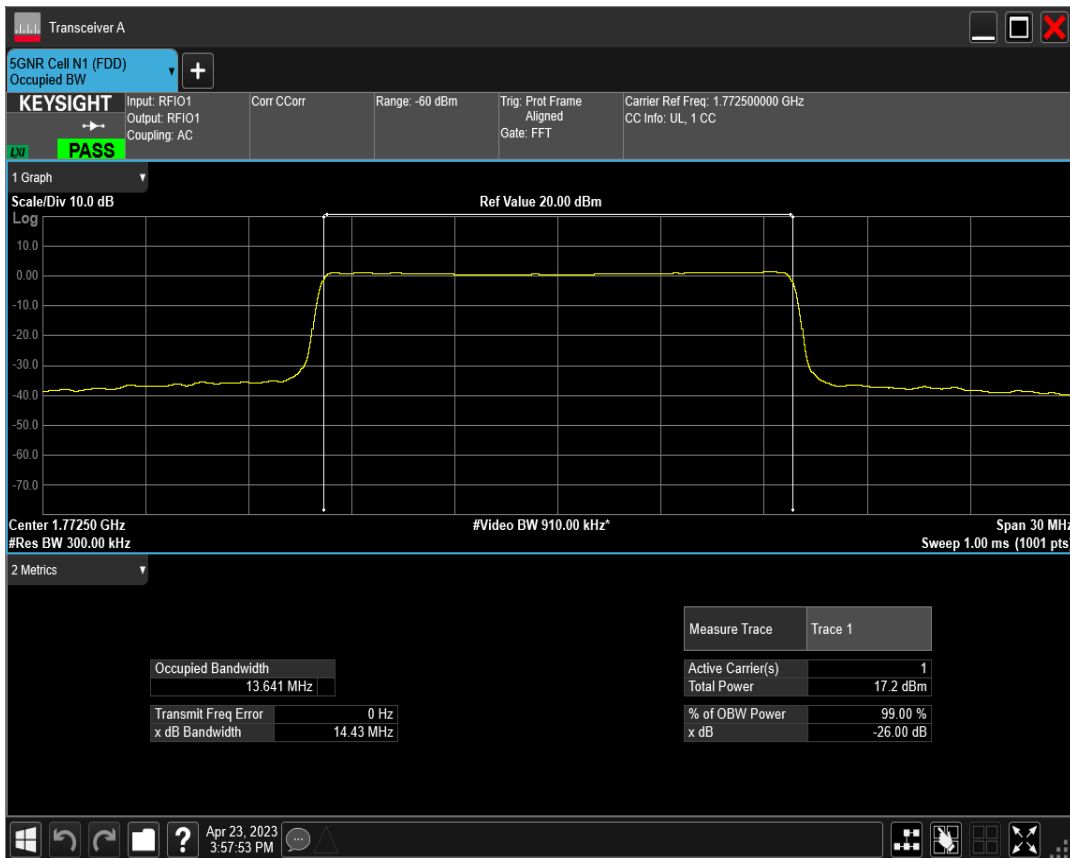 Transceiver A
5GNR Cell N1 (FDD)
Occupied BW
KEYSIGHT
LXI
PASS
Input: RFIO1
Output: RFIO1
Coupling: AC
Corr CCorr
Range: -60 dBm
Trig: Prot Frame
Aligned
Gate: FFT
Carrier Ref Freq: 1.772500000 GHz
CC Info: UL, 1 CC
1 Graph
Scale/Div 10.0 dB
Ref Value 20.00 dBm
Log
10.0
0.00
-10.0
-20.0
-30.0
-40.0
-50.0
-60.0
-70.0
Center 1.77250 GHz
#Video BW 910.00 kHz*
Span 30 MHz
#Res BW 300.00 kHz
Sweep 1.00 ms (1001 pts)
2 Metrics
Measure Trace Trace 1
Occupied Bandwidth
13.641 MHz
Active Carrier(s) 1
Total Power 17.2 dBm
Transmit Freq Error 0 Hz
x dB Bandwidth 14.43 MHz
% of OBW Power 99.00 %
x dB -26.00 dB
?
Apr 23, 2023
3:57:53 PM